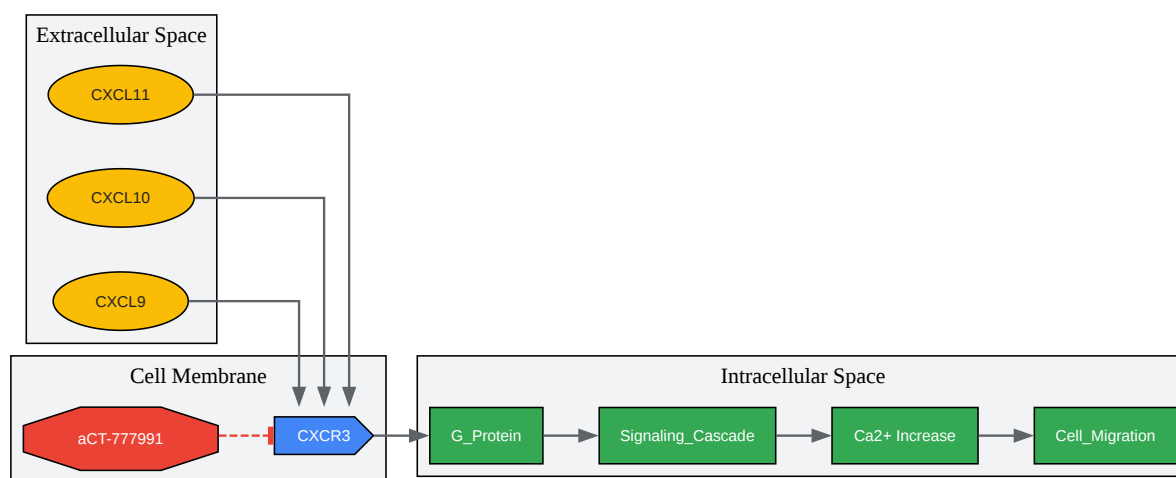 Extracellular Space
CXCL11
CXCL10
CXCL9
Cell Membrane
aCT-777991
CXCR3
Intracellular Space
G_Protein
Signaling_Cascade
Ca2+ Increase
Cell_Migration